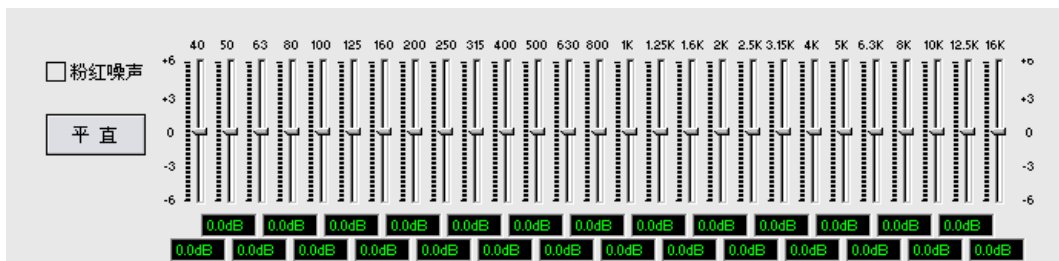 40 50 63 80 100 125 160 200 250 315 400 500 630 800 1K 1.25K 1.6K 2K 2.5K 3.15K 4K 5K 6.3K 8K 10K 12.5K 16K
+6 +6
粉红噪声
+3 +3
平直 0 0
-3 -3
-6 -6
0.0dB 0.0dB 0.0dB 0.0dB 0.0dB 0.0dB 0.0dB 0.0dB 0.0dB 0.0dB 0.0dB 0.0dB 0.0dB
0.0dB 0.0dB 0.0dB 0.0dB 0.0dB 0.0dB 0.0dB 0.0dB 0.0dB 0.0dB 0.0dB 0.0dB 0.0dB 0.0dB